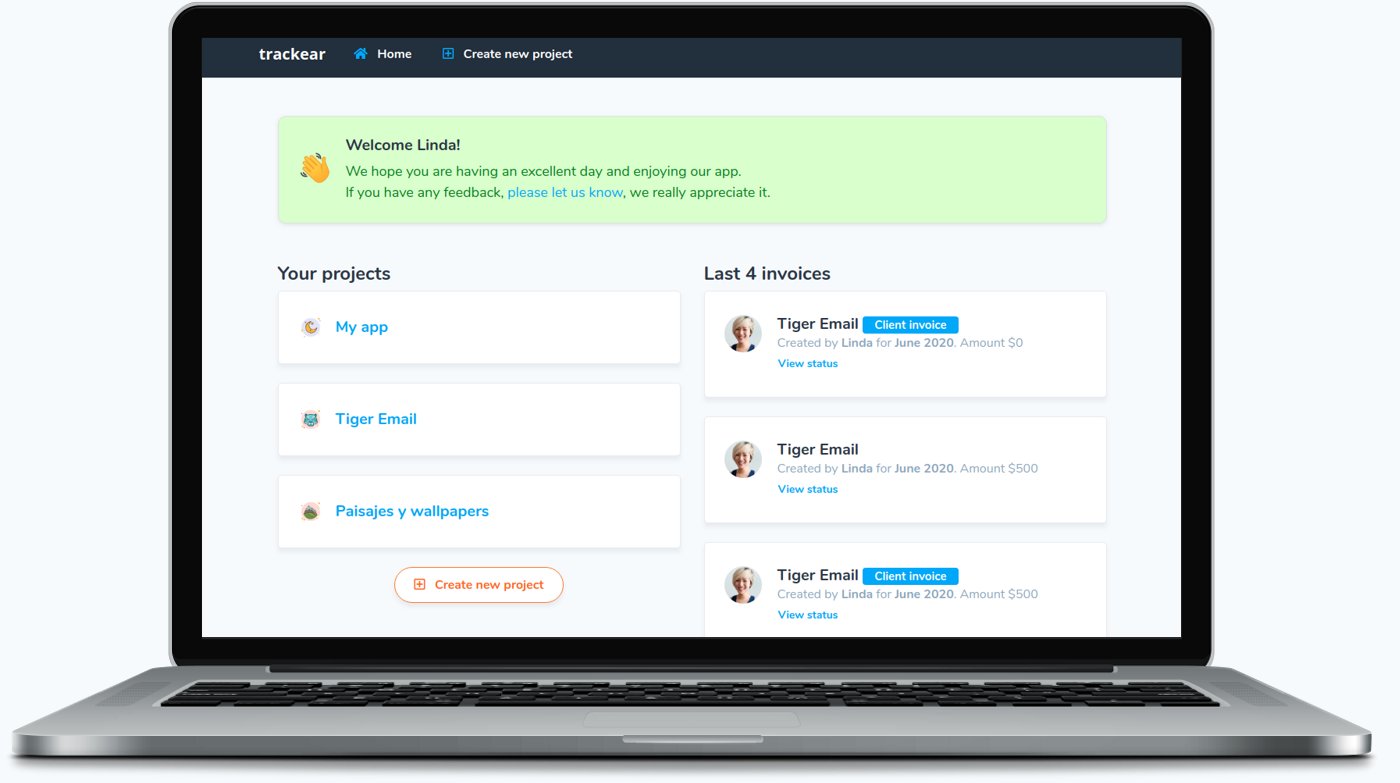 trackear Home Create new project
Welcome Linda!
We hope you are having an excellent day and enjoying our app.
If you have any feedback, please let us know, we really appreciate it.
Your projects
My app
Tiger Email
Paisajes y wallpapers
Create new project
Last 4 invoices
Tiger Email Client invoice
Created by Linda for June 2020. Amount $0
View status
Tiger Email
Created by Linda for June 2020. Amount $500
View status
Tiger Email Client invoice
Created by Linda for June 2020. Amount $500
View status